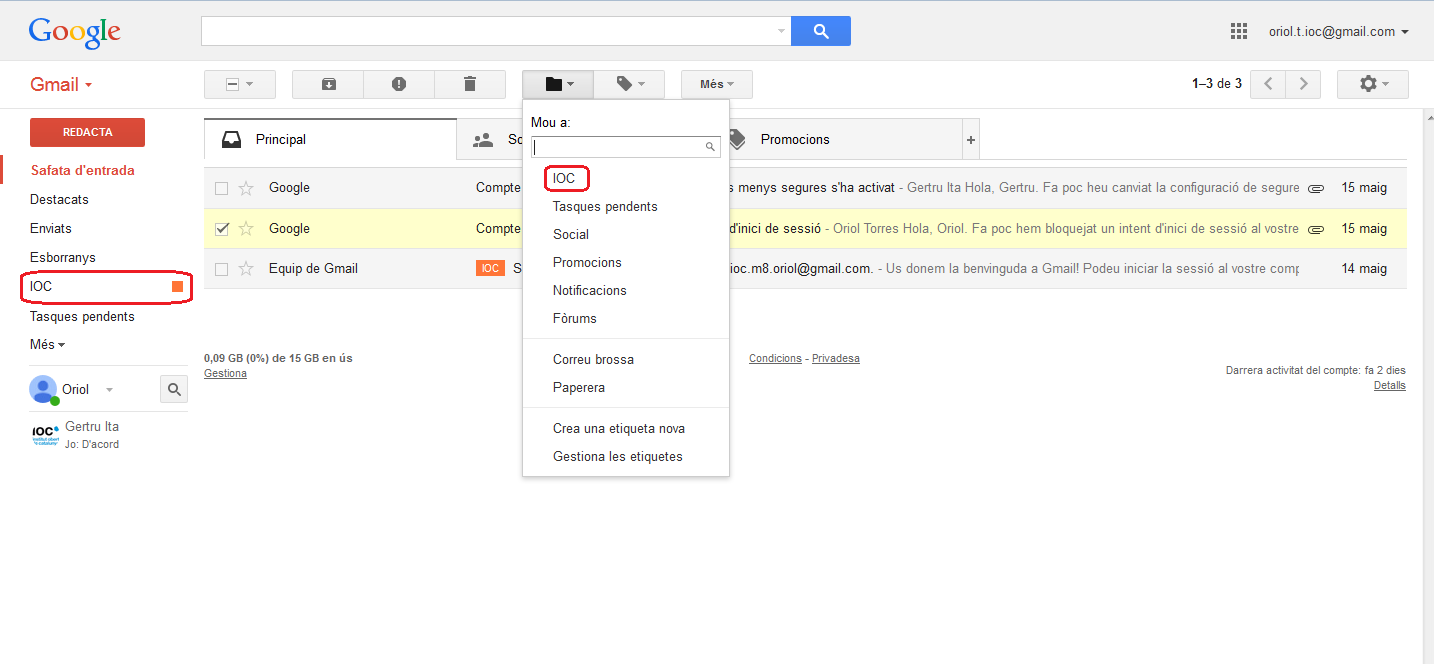 Google
oriol.t.ioc@gmail.com
Gmail
Més
1–3 de 3
REDACTA
Safata d'entrada
Destacats
Enviats
Esborranys
IOC
Tasques pendents
Més
Oriol
Gertru Ita
Jo: D'acord
IOC
Principal
So
Promocions
+
Google
Compte
s menys segures s'ha activat - Gertru Ita Hola, Gertru. Fa poc heu canviat la configuració de segure
15 maig
Google
Compte
d'inici de sessió - Oriol Torres Hola, Oriol. Fa poc hem bloquejat un intent d'inici de sessió al vostre
15 maig
Equip de Gmail
IOC
S
ioc.m8.oriol@gmail.com. - Us donem la benvinguda a Gmail! Podeu iniciar la sessió al vostre comp
14 maig
Mou a:
IOC
Tasques pendents
Social
Promocions
Notificacions
Fòrums
Correu brossa
Paperera
Crea una etiqueta nova
Gestiona les etiquetes
0,09 GB (0%) de 15 GB en ús
Gestiona
Condicions - Privadesa
Darrera activitat del compte: fa 2 dies
Detalls